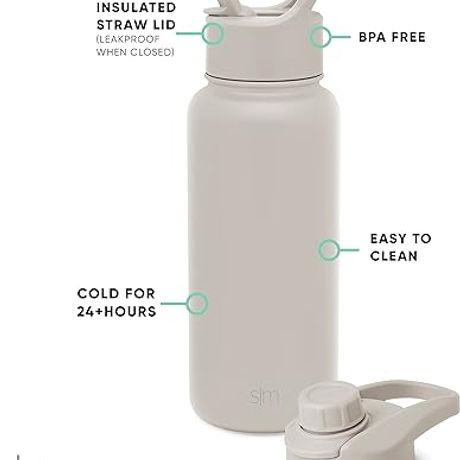 INSULATED
STRAW LID
(LEAKPROOF
WHEN CLOSED)
BPA FREE
EASY TO
CLEAN
COLD FOR
24+HOURS
slm